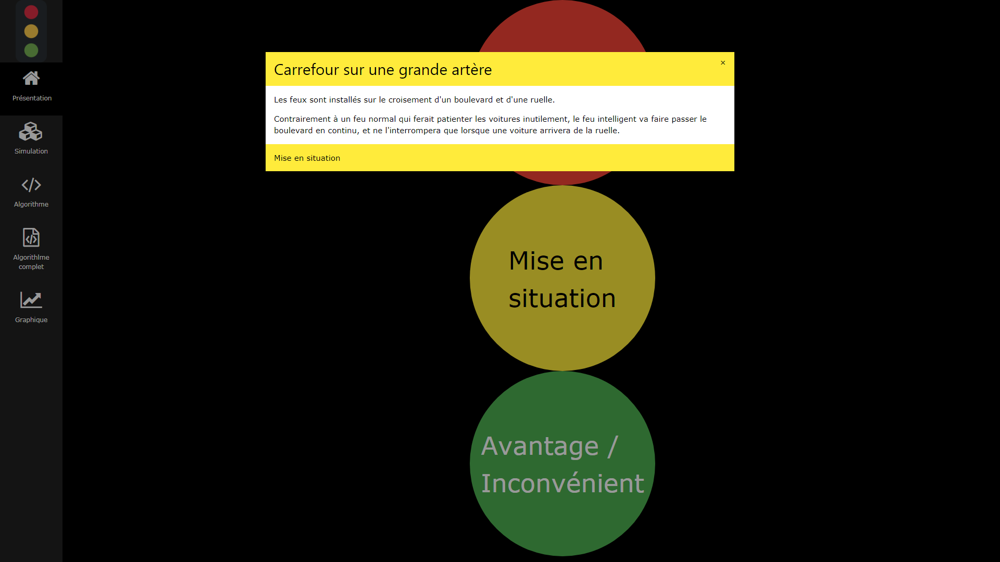 Présentation
Simulation
Algorithme
Algorithlme
complet
Graphique
Carrefour sur une grande artère
×
Les feux sont installés sur le croisement d'un boulevard et d'une ruelle.
Contrairement à un feu normal qui ferait patienter les voitures inutilement, le feu intelligent va faire passer le
boulevard en continu, et ne l'interrompera que lorsque une voiture arrivera de la ruelle.
Mise en situation
Mise en
situation
Avantage /
Inconvénient